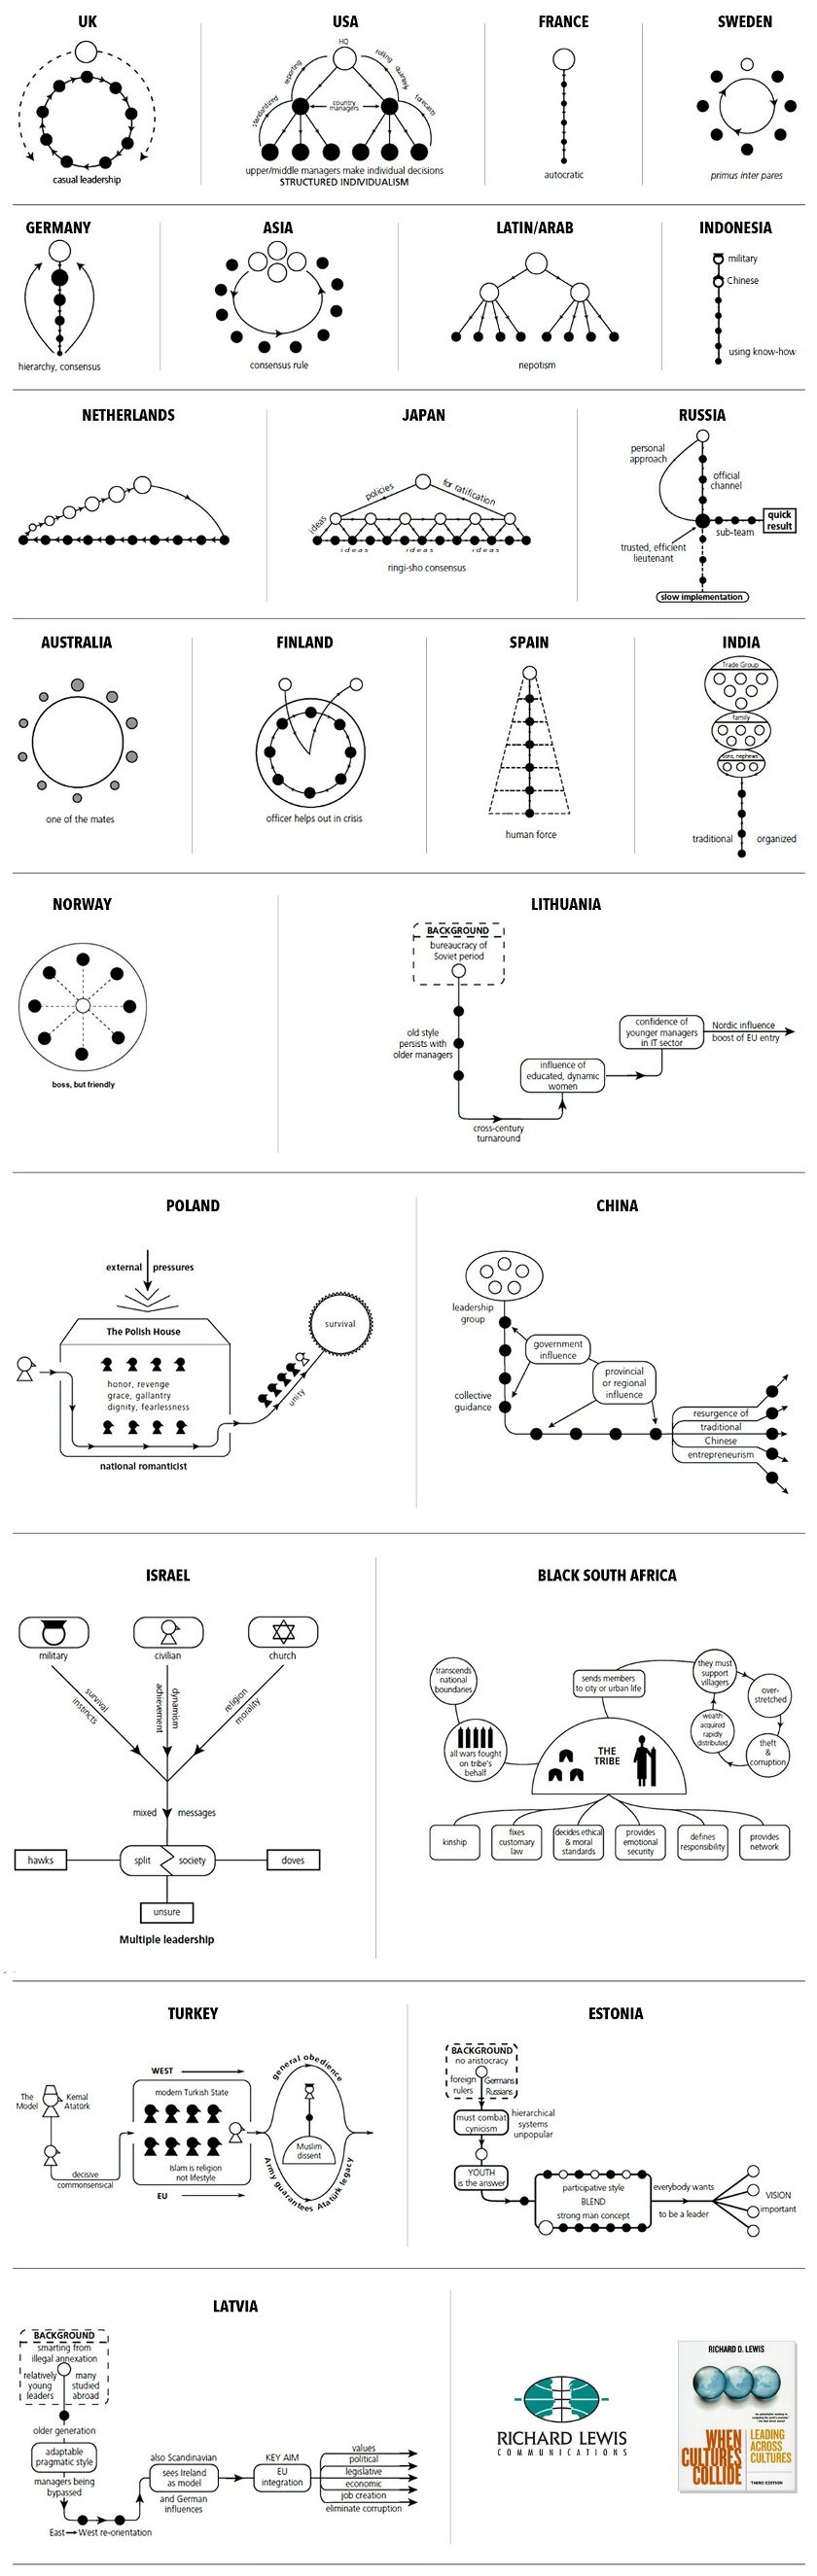 UK
USA
FRANCE
SWEDEN
casual leadership
HQ
standardized
reporting
rolling
quarterly
forecasts
country
managers
upper/middle managers make individual decisions
STRUCTURED INDIVIDUALISM
autocratic
primus inter pares
GERMANY
ASIA
LATIN/ARAB
INDONESIA
hierarchy, consensus
consensus rule
nepotism
military
Chinese
using know-how
NETHERLANDS
JAPAN
RUSSIA
ideas
policies
for ratification
ideas
ideas
ideas
ringi-sho consensus
personal
approach
official
channel
quick
result
sub-team
trusted, efficient
lieutenant
slow implementation
AUSTRALIA
FINLAND
SPAIN
INDIA
one of the mates
officer helps out in crisis
human force
Trade Group
family
sons, nephews
traditional
organized
NORWAY
LITHUANIA
boss, but friendly
BACKGROUND
bureaucracy of
Soviet period
old style
persists with
older managers
cross-century
turnaround
influence of
educated, dynamic
women
confidence of
younger managers
in IT sector
Nordic influence
boost of EU entry
POLAND
CHINA
external pressures
The Polish House
honor, revenge
grace, gallantry
dignity, fearlessness
national romanticist
unity
survival
leadership
group
government
influence
provincial
or regional
influence
collective
guidance
resurgence of
traditional
Chinese
entrepreneurism
ISRAEL
BLACK SOUTH AFRICA
military
civilian
church
survival
instincts
achievement
dynamism
religion
morality
mixed messages
hawks
split society
doves
unsure
Multiple leadership
transcends
national
boundaries
all wars fought
on tribe's
behalf
sends members
to city or urban life
they must
support
villagers
over-
stretched
theft
&
corruption
wealth
acquired
rapidly
distributed
THE
TRIBE
kinship
fixes
customary
law
decides ethical
& moral
standards
provides
emotional
security
defines
responsibility
provides
network
TURKEY
ESTONIA
The
Model
Kemal
Atatürk
decisive
commonsensical
WEST
modern Turkish State
Islam is religion
not lifestyle
EU
general obedience
Muslim
dissent
Army guarantees Atatürk legacy
BACKGROUND
no aristocracy
foreign
rulers
Germans
Russians
must combat
cynicism
hierarchical
systems
unpopular
YOUTH
is the answer
participative style
BLEND
strong man concept
everybody wants
to be a leader
VISION
important
LATVIA
BACKGROUND
smarting from
illegal annexation
relatively
young
leaders
many
studied
abroad
older generation
adaptable
pragmatic style
managers being
bypassed
East West re-orientation
also Scandinavian
sees Ireland
as model
and German
influences
KEY AIM
EU
integration
values
political
legislative
economic
job creation
eliminate corruption
RICHARD LEWIS
COMMUNICATIONS
RICHARD D. LEWIS
WHEN
CULTURES
COLLIDE
LEADING
ACROSS
CULTURES
THIRD EDITION